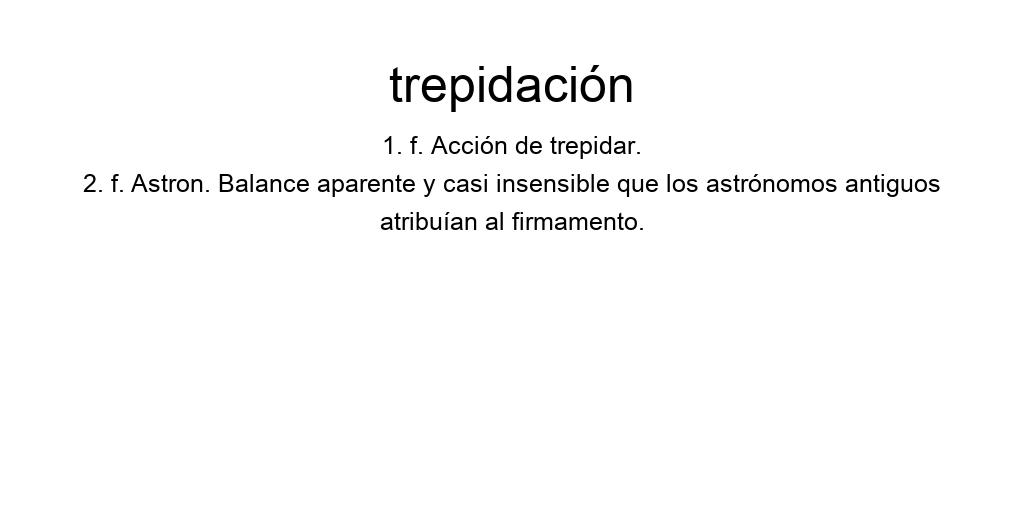 trepidación
1. f. Acción de trepidar.
2. f. Astron. Balance aparente y casi insensible que los astrónomos antiguos
atribuían al firmamento.